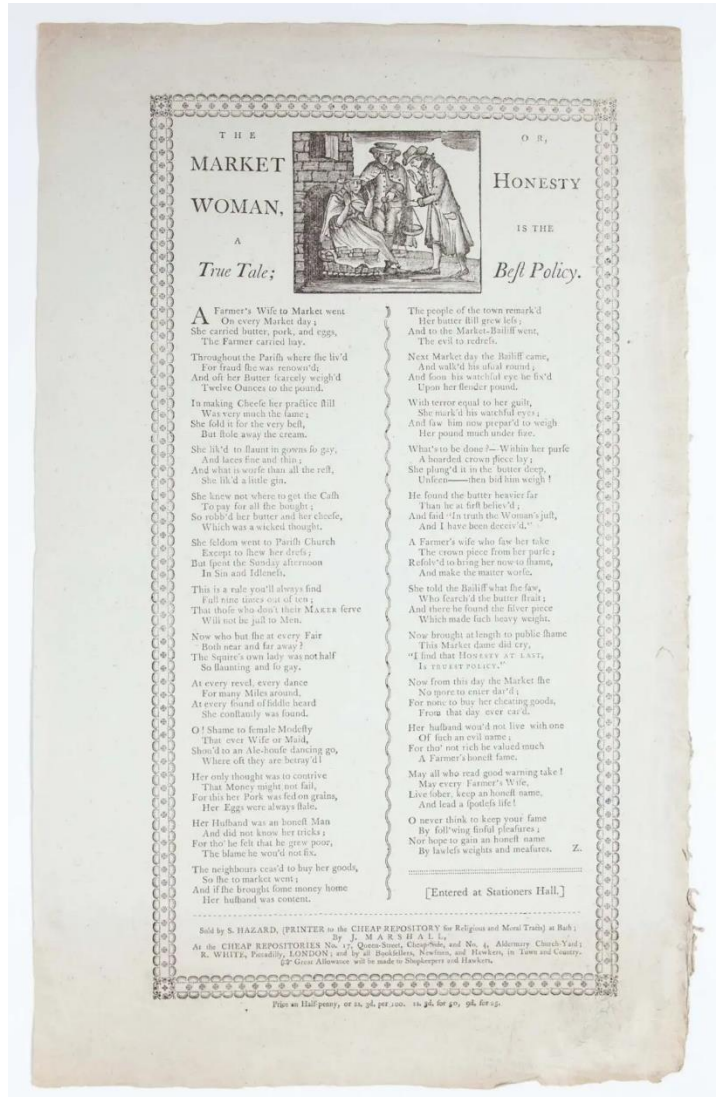 THE
MARKET
WOMAN,
A
True Tale;
OR,
HONESTY
IS THE
Beſt Policy.
A Farmer's Wife to Market went
On every Market day;
She carried butter, pork, and eggs,
The Farmer carried hay.
Throughout the Pariſh where ſhe liv'd
For fraud ſhe was renown'd;
And oft her Butter ſcarcely weigh'd
Twelve Ounces to the pound.
In making Cheeſe her practice ſtill
Was very much the ſame;
She ſold it for the very beſt,
But ſtole away the cream.
She lik'd to flaunt in gowns ſo gay,
And laces fine and thin;
And what is worſe than all the reſt,
She lik'd a little gin.
She knew not where to get the Caſh
To pay for all ſhe bought;
So robb'd her butter and her cheeſe,
Which was a wicked thought.
She ſeldom went to Pariſh Church
Except to ſhew her dreſs;
But ſpent the Sunday afternoon
In Sin and Idleneſs.
This is a rule you'll always find
Full nine times out of ten;
That thoſe who don't their MAKER ſerve
Will not be juſt to Men.
Now who but ſhe at every Fair
Both near and far away?
The Squire's own lady was not half
So flaunting and ſo gay.
At every revel, every dance
For many Miles around,
At every ſound of fiddle heard
She conſtantly was found.
O! Shame to female Modeſty
That ever Wife or Maid,
Shou'd to an Ale-houſe dancing go,
Where oft they are betray'd!
Her only thought was to contrive
That Money might not fail,
For this her Pork was fed on grains,
Her Eggs were always ſtale.
Her Huſband was an honeſt Man
And did not know her tricks;
For tho' he felt that he grew poor,
The blame he wou'd not fix.
The neighbours ceas'd to buy her goods,
So ſhe to market went;
And if ſhe brought ſome money home
Her huſband was content.
The people of the town remark'd
Her butter ſtill grew leſs;
And to the Market-Bailiff went,
The evil to redreſs.
Next Market day the Bailiff came,
And walk'd his uſual round;
And ſoon his watchful eye he fix'd
Upon her ſlender pound.
With terror equal to her guilt,
She mark'd his watchful eyes;
And ſaw him now prepar'd to weigh
Her pound much under ſize.
What's to be done?—Within her purſe
A hoarded crown piece lay;
She plung'd it in the butter deep,
Unſeen——then bid him weigh!
He found the butter heavier far
Than he at firſt believ'd;
And ſaid "In truth the Woman's juſt,
And I have been deceiv'd."
A Farmer's wife who ſaw her take
The crown piece from her purſe;
Reſolv'd to bring her now to ſhame,
And make the matter worſe.
She told the Bailiff what ſhe ſaw,
Who ſearch'd the butter ſtrait;
And there he found the ſilver piece
Which made ſuch heavy weight.
Now brought at length to public ſhame
This Market dame did cry,
"I find that HONESTY AT LAST,
IS TRUEST POLICY."
Now from this day the Market ſhe
No more to enter dar'd;
For none to buy her cheating goods,
From that day ever car'd.
Her huſband wou'd not live with one
Of ſuch an evil name;
For tho' not rich he valued much
A Farmer's honeſt fame.
May all who read good warning take!
May every Farmer's Wife,
Live ſober, keep an honeſt name,
And lead a ſpotleſs life!
O never think to keep your fame
By foll'wing ſinful pleaſures;
Nor hope to gain an honeſt name
By lawleſs weights and meaſures. Z.
[Entered at Stationers Hall.]
Sold by S. HAZARD, (PRINTER to the CHEAP REPOSITORY for Religious and Moral Tracts) at Bath;
By J. MARSHALL,
At the CHEAP REPOSITORIES No. 17, Queen-Street, Cheap-Side, and No. 4, Aldermary Church-Yard;
R. WHITE, Piccadilly, LONDON; and by all Bookſellers, Newſmen, and Hawkers, in Town and Country.
☞ Great Allowance will be made to Shopkeepers and Hawkers.
Price an Half-penny, or 2s. 3d. per 100. 1s. 3d. for 50, 9d. for 25.